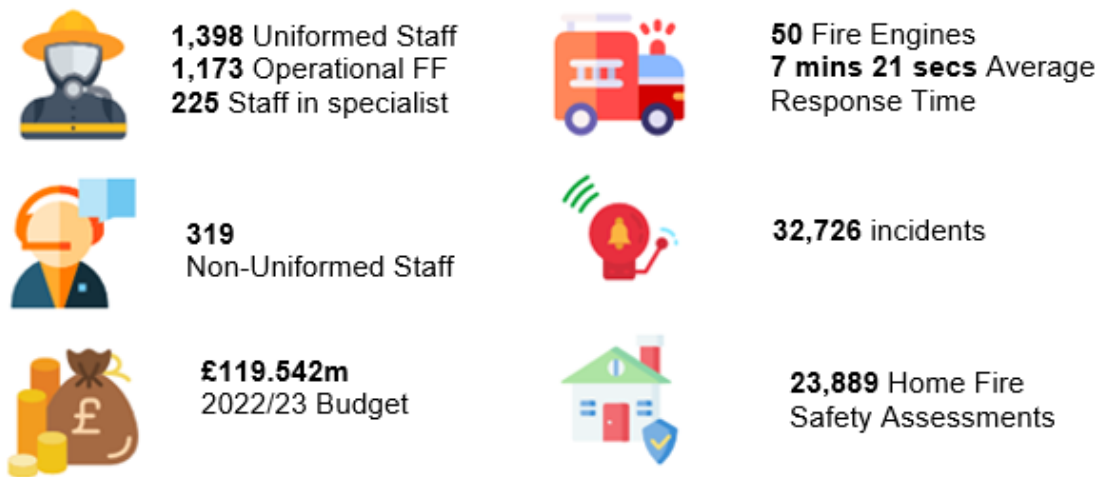 1,398 Uniformed Staff
1,173 Operational FF
225 Staff in specialist
50 Fire Engines
7 mins 21 secs Average
Response Time
319
Non-Uniformed Staff
32,726 incidents
£119.542m
2022/23 Budget
23,889 Home Fire
Safety Assessments
£